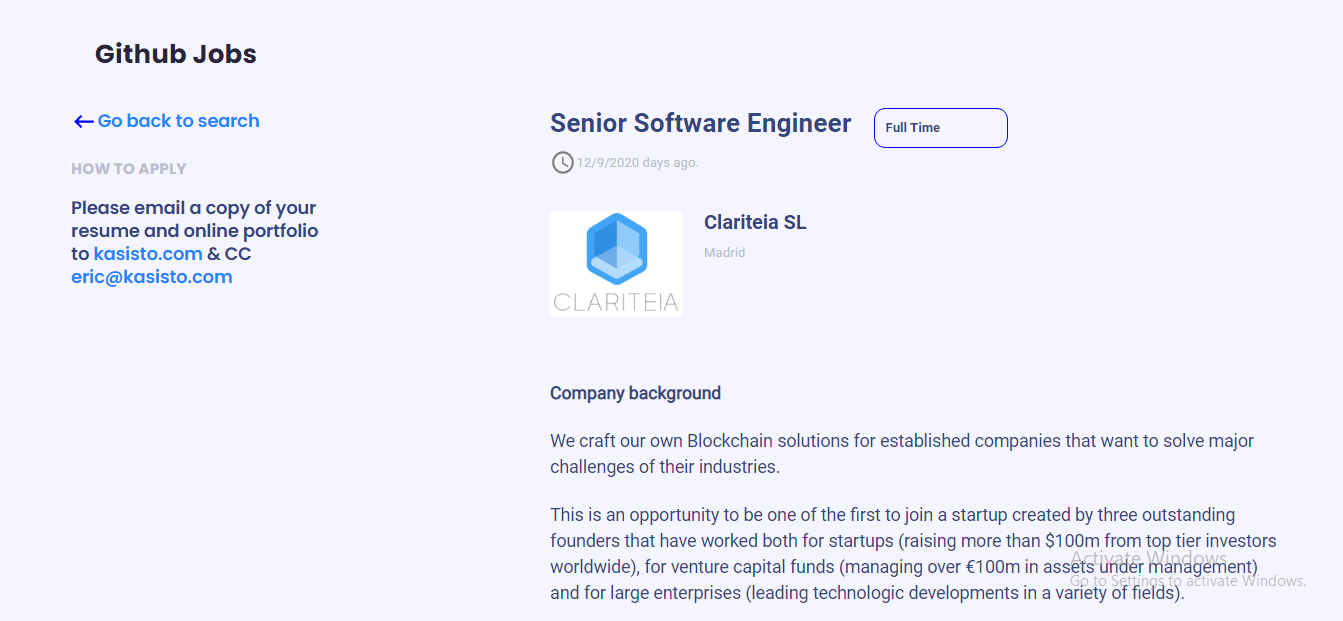 Github Jobs
Go back to search
HOW TO APPLY
Please email a copy of your
resume and online portfolio
to kasisto.com & CC
eric@kasisto.com
Senior Software Engineer
Full Time
12/9/2020 days ago.
CLARITEIA
Clariteia SL
Madrid
Company background
We craft our own Blockchain solutions for established companies that want to solve major
challenges of their industries.
This is an opportunity to be one of the first to join a startup created by three outstanding
founders that have worked both for startups (raising more than $100m from top tier investors
worldwide), for venture capital funds (managing over €100m in assets under management)
and for large enterprises (leading technologic developments in a variety of fields).
Activate Windows
Go to Settings to activate Windows.